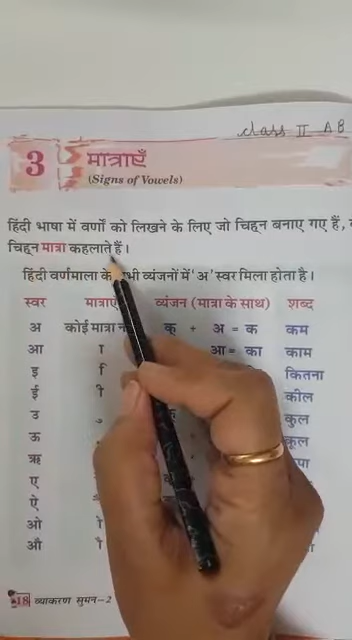 class II AB
3 मात्राएँ
(Signs of Vowels)
हिंदी भाषा में वर्णों को लिखने के लिए जो चिह्न बनाए गए हैं,
चिह्न मात्रा कहलाते हैं।
हिंदी वर्णमाला के सभी व्यंजनों में 'अ' स्वर मिला होता है।
स्वर मात्राएँ व्यंजन (मात्रा के साथ) शब्द
अ कोई मात्रा क् + अ = क कम
आ ा आ = का काम
इ ि कितना
ई ी कील
उ ु क् कुल
ऊ कूल
ऋ
ए
ऐ
ओ ो
औ ौ
18 व्याकरण सुमन-2